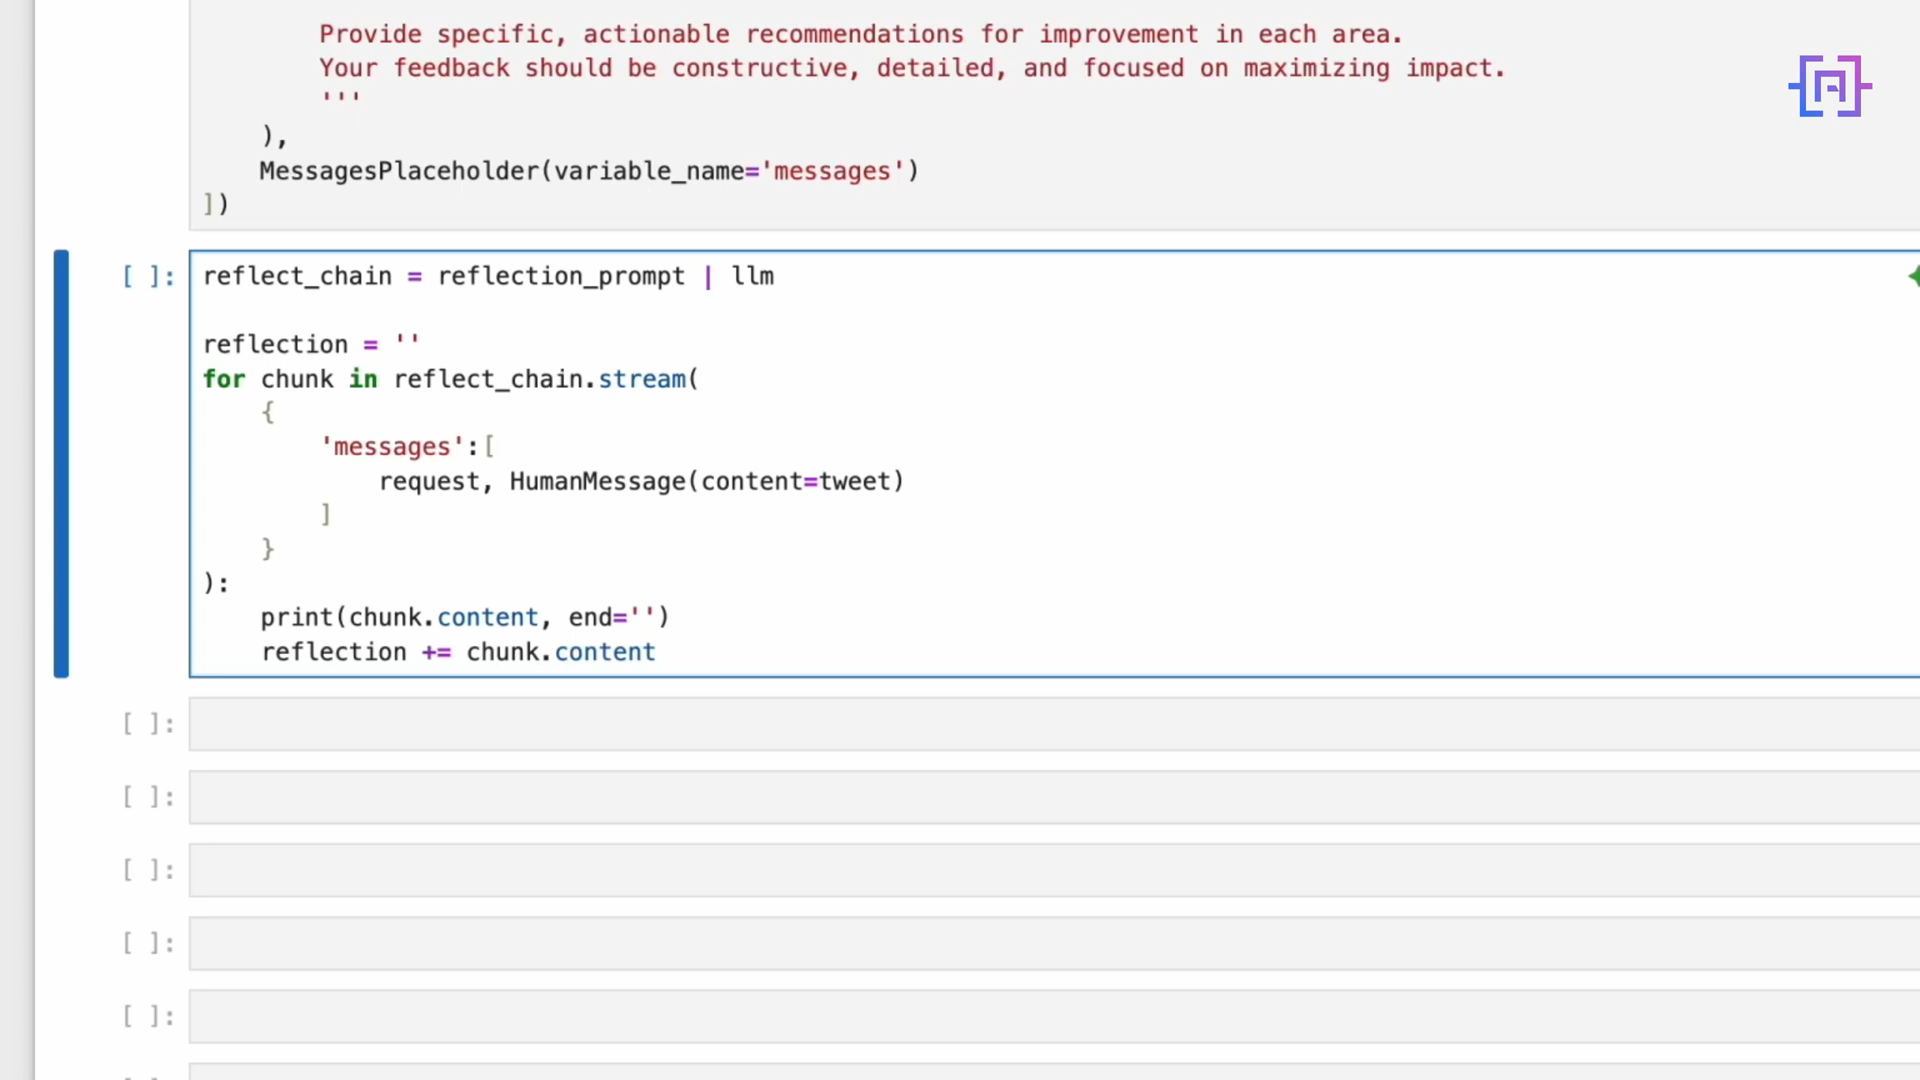 Provide specific, actionable recommendations for improvement in each area.
Your feedback should be constructive, detailed, and focused on maximizing impact.
'''
),
MessagesPlaceholder(variable_name='messages')
])
[ ]: reflect_chain = reflection_prompt | llm
reflection = ''
for chunk in reflect_chain.stream(
{
'messages':[
request, HumanMessage(content=tweet)
]
}
):
print(chunk.content, end='')
reflection += chunk.content
[ ]:
[ ]:
[ ]:
[ ]:
[ ]: